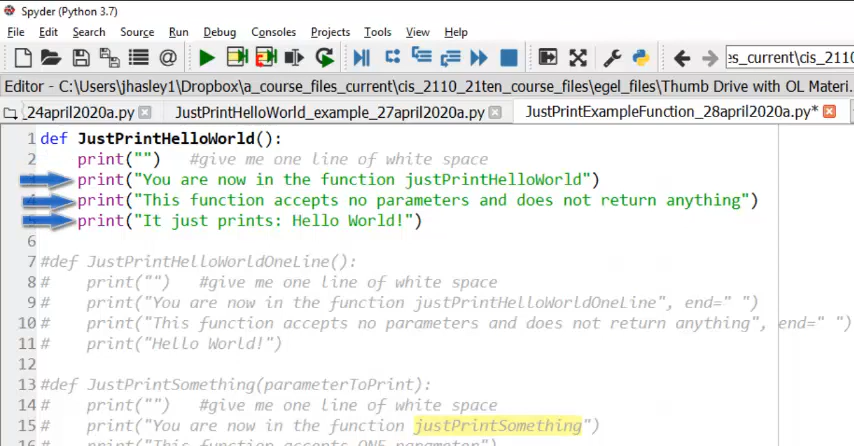 Spyder (Python 3.7)
File Edit Search Source Run Debug Consoles Projects Tools View Help
Editor - C:\Users\jhasley1\Dropbox\a_course_files_current\cis_2110_21ten_course_files\egel_files\Thumb Drive with OL Materi.
_24april2020a.py JustPrintHelloWorld_example_27april2020a.py JustPrintExampleFunction_28april2020a.py*
1 def JustPrintHelloWorld():
2 print("") #give me one line of white space
print("You are now in the function justPrintHelloWorld")
print("This function accepts no parameters and does not return anything")
print("It just prints: Hello World!")
6
7 #def JustPrintHelloWorldOneLine():
8 # print("") #give me one line of white space
9 # print("You are now in the function justPrintHelloWorldOneLine", end=" ")
10 # print("This function accepts no parameters and does not return anything", end=" ")
11 # print("Hello World!")
12
13 #def JustPrintSomething(parameterToPrint):
14 # print("") #give me one line of white space
15 # print("You are now in the function justPrintSomething")
16 # print("This function accepts ONE parameter")